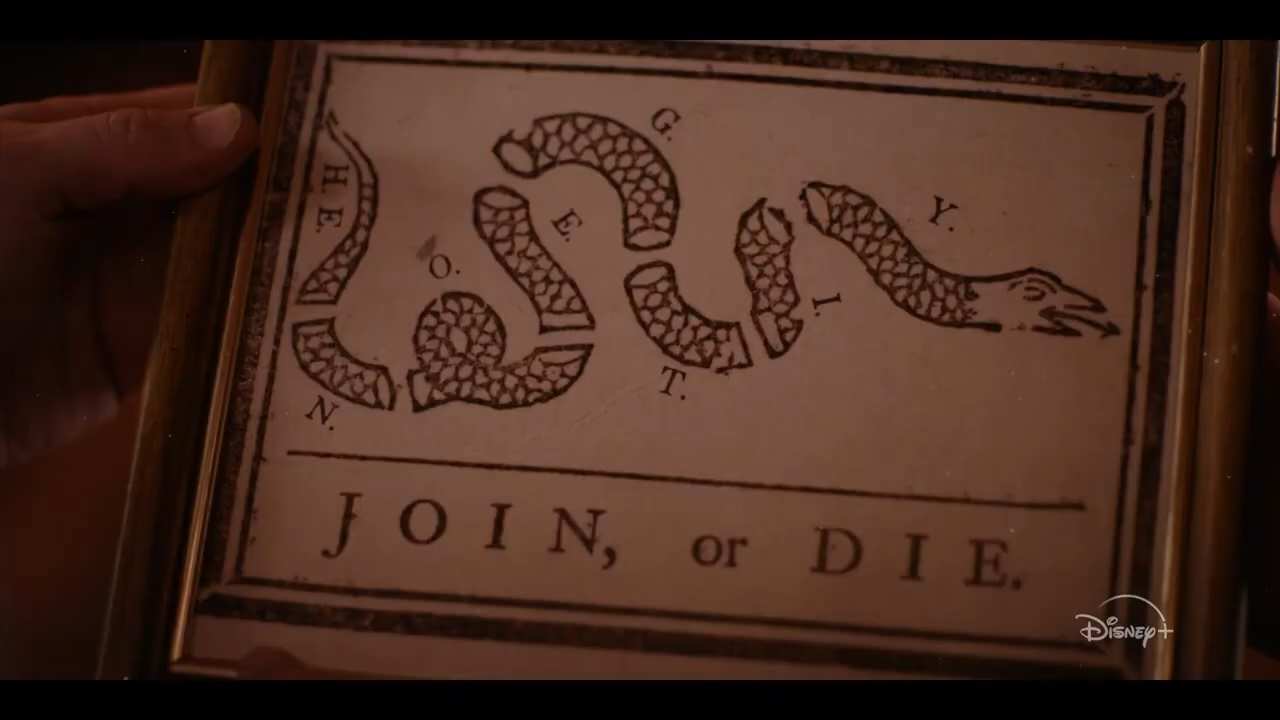 G.
H E.
Y.
E.
O.
I.
T.
N.
JOIN, or DIE.
Disney+